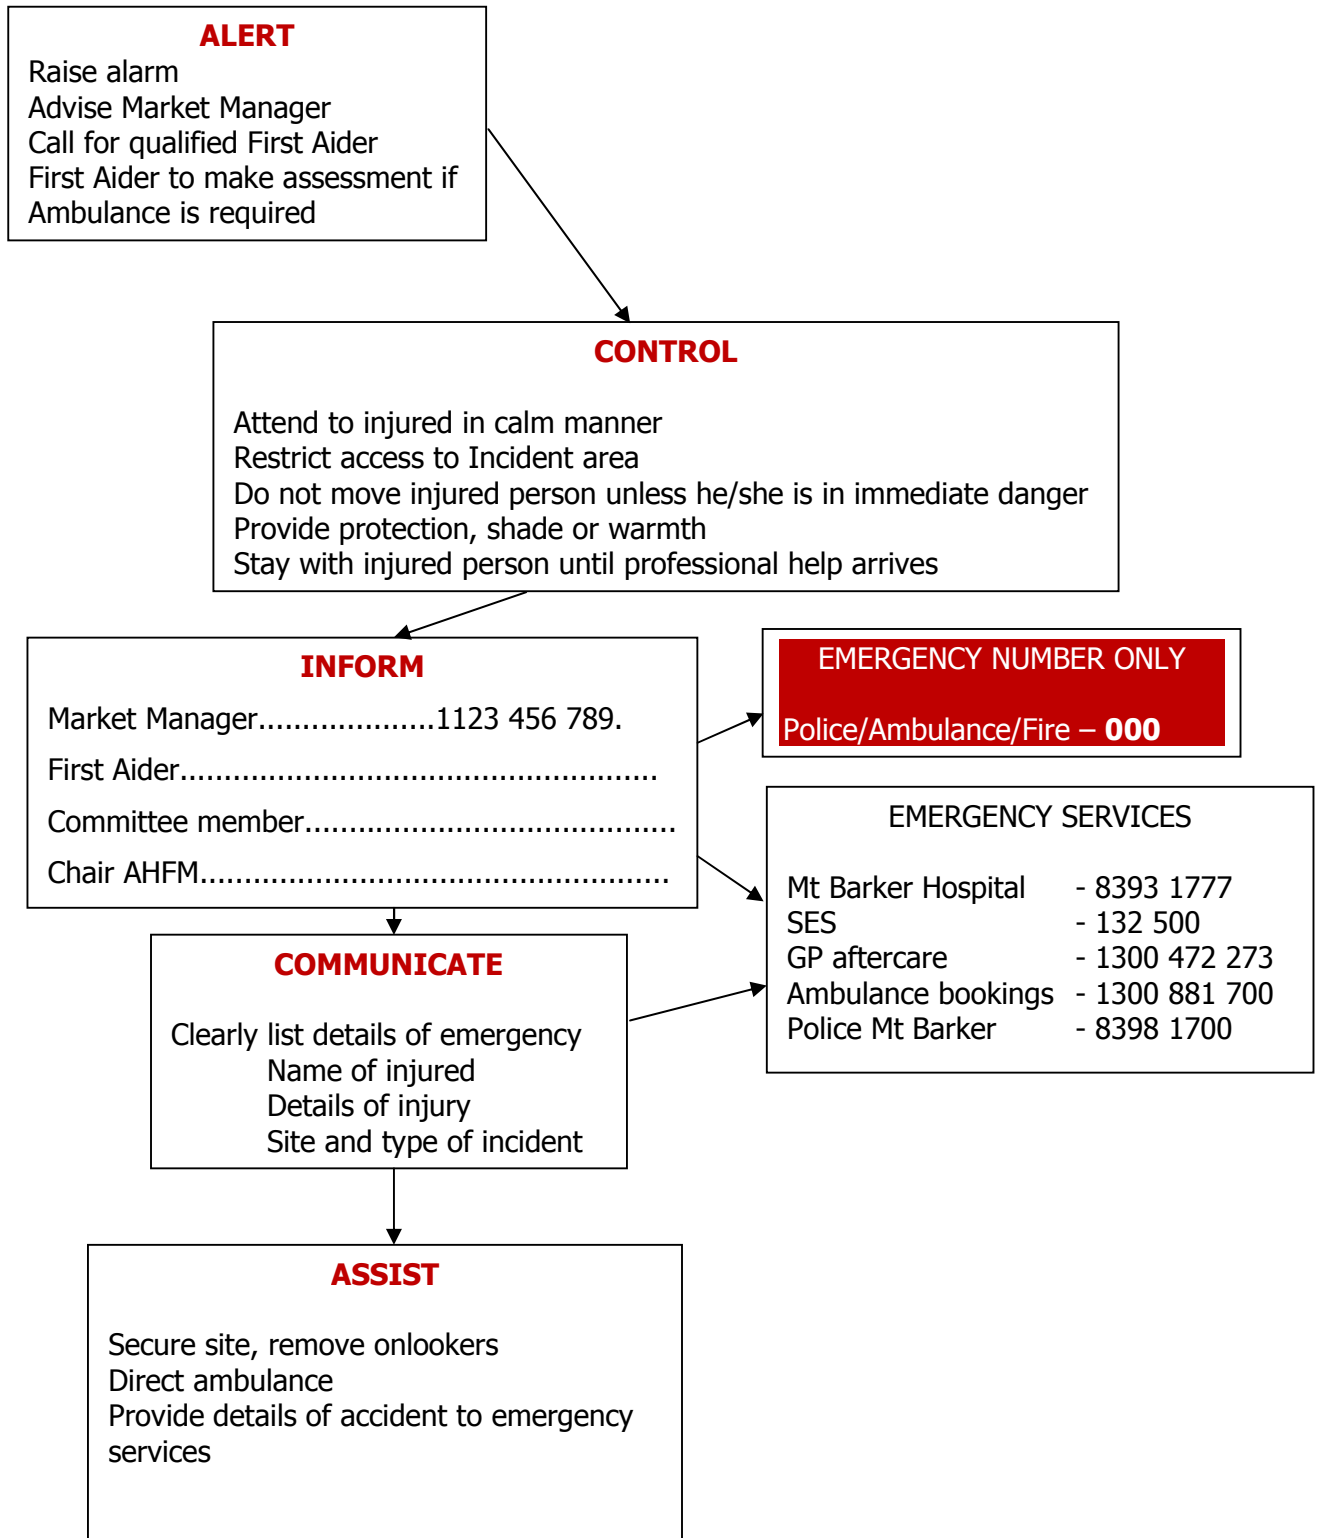 ALERT
Raise alarm
Advise Market Manager
Call for qualified First Aider
First Aider to make assessment if
Ambulance is required
CONTROL
Attend to injured in calm manner
Restrict access to Incident area
Do not move injured person unless he/she is in immediate danger
Provide protection, shade or warmth
Stay with injured person until professional help arrives
INFORM
Market Manager....................1123 456 789.
First Aider......................................................
Committee member..........................................
Chair AHFM.....................................................
EMERGENCY NUMBER ONLY
Police/Ambulance/Fire – 000
EMERGENCY SERVICES
Mt Barker Hospital - 8393 1777
SES - 132 500
GP aftercare - 1300 472 273
Ambulance bookings - 1300 881 700
Police Mt Barker - 8398 1700
COMMUNICATE
Clearly list details of emergency
Name of injured
Details of injury
Site and type of incident
ASSIST
Secure site, remove onlookers
Direct ambulance
Provide details of accident to emergency
services